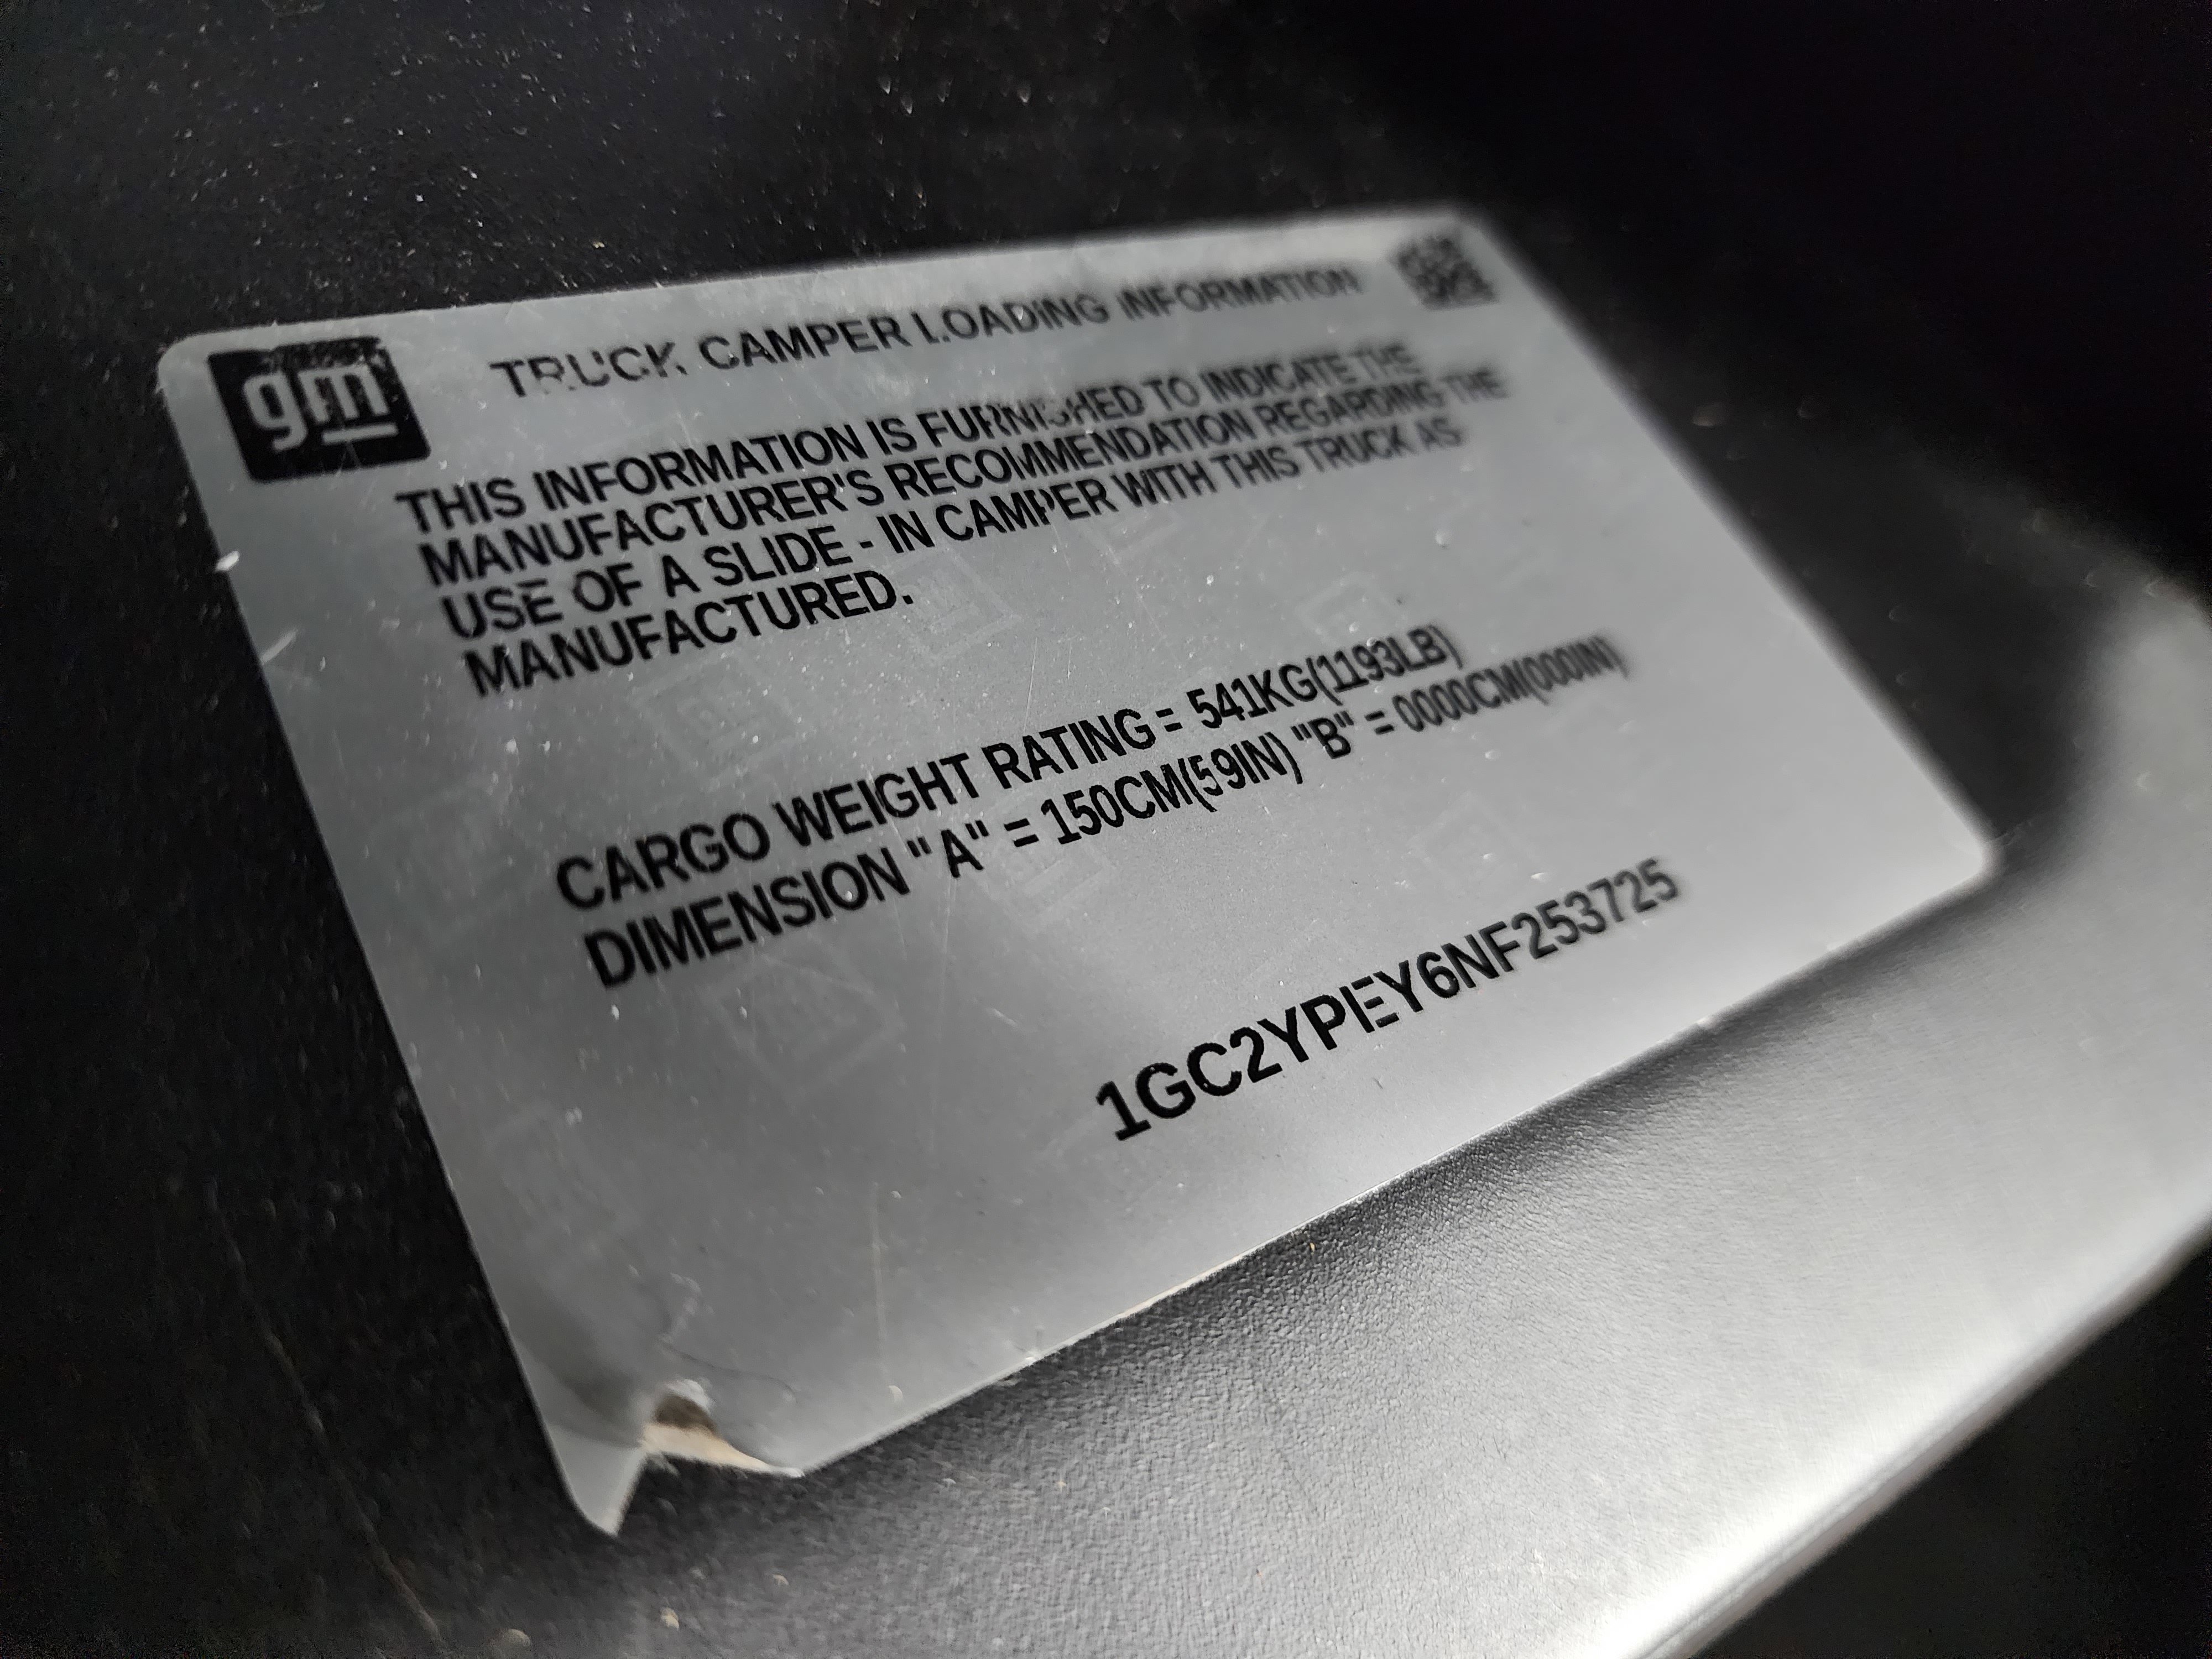 gm
TRUCK CAMPER LOADING INFORMATION
THIS INFORMATION IS FURNISHED TO INDICATE THE
MANUFACTURER'S RECOMMENDATION REGARDING THE
USE OF A SLIDE - IN CAMPER WITH THIS TRUCK AS
MANUFACTURED.
CARGO WEIGHT RATING = 541KG(1193LB)
DIMENSION "A" = 150CM(59IN) "B" = 0000CM(000IN)
1GC2YPEY6NF253725